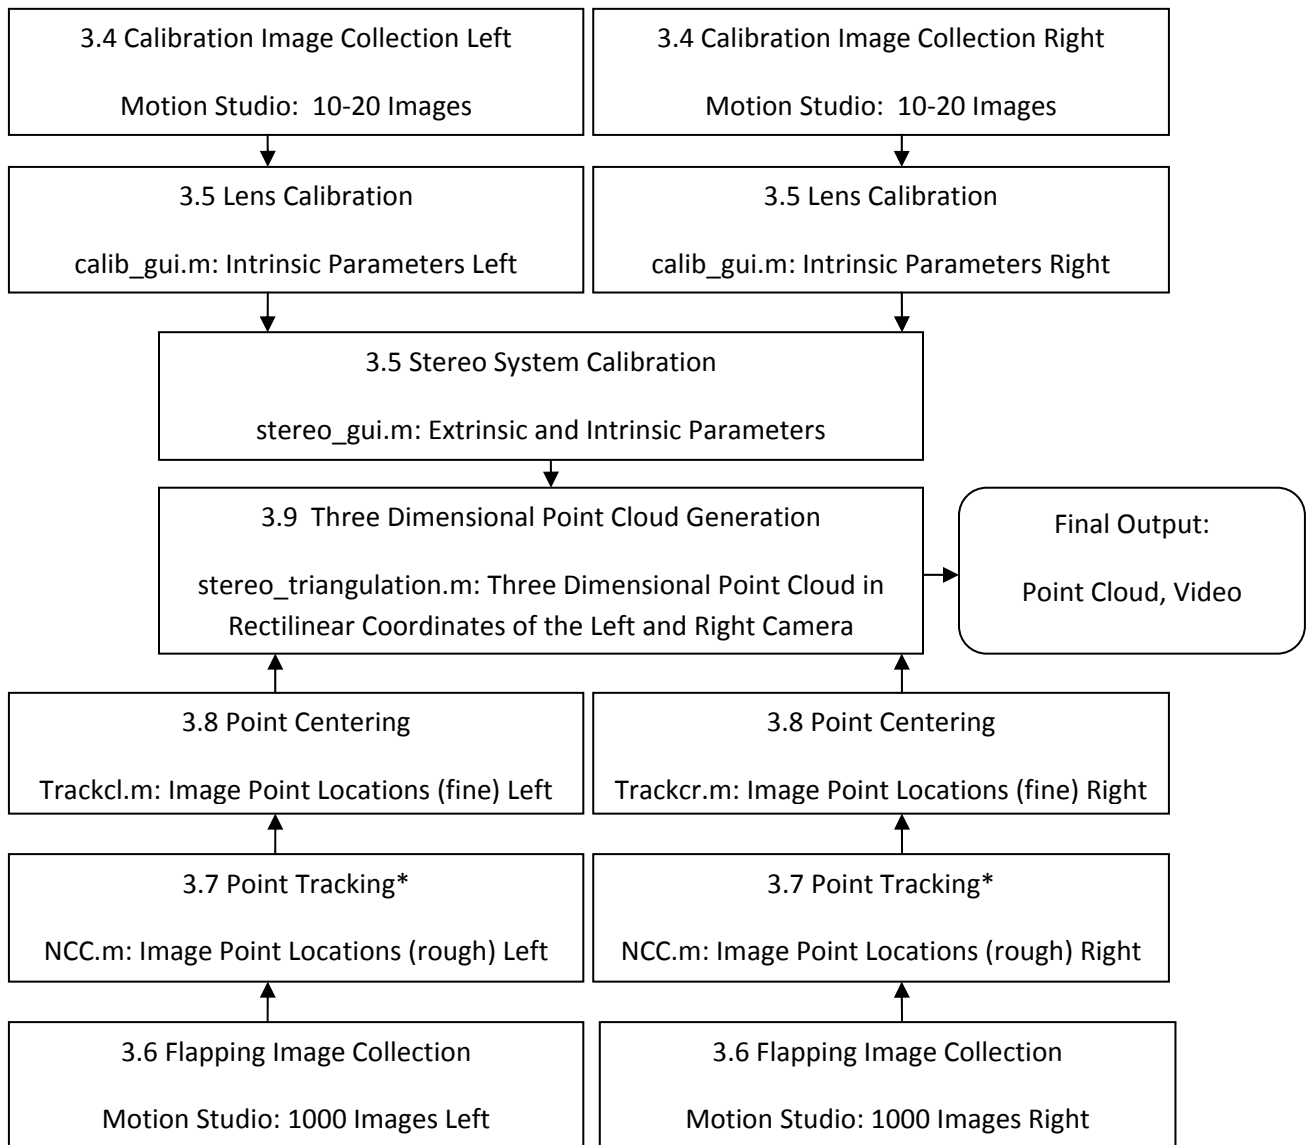 3.4 Calibration Image Collection Left
Motion Studio:  10-20 Images
3.4 Calibration Image Collection Right
Motion Studio:  10-20 Images
3.5 Lens Calibration
calib_gui.m: Intrinsic Parameters Left
3.5 Lens Calibration
calib_gui.m: Intrinsic Parameters Right
3.5 Stereo System Calibration
stereo_gui.m: Extrinsic and Intrinsic Parameters
3.9  Three Dimensional Point Cloud Generation
stereo_triangulation.m: Three Dimensional Point Cloud in
Rectilinear Coordinates of the Left and Right Camera
Final Output:
Point Cloud, Video
3.8 Point Centering
Trackcl.m: Image Point Locations (fine) Left
3.8 Point Centering
Trackcr.m: Image Point Locations (fine) Right
3.7 Point Tracking*
NCC.m: Image Point Locations (rough) Left
3.7 Point Tracking*
NCC.m: Image Point Locations (rough) Right
3.6 Flapping Image Collection
Motion Studio: 1000 Images Left
3.6 Flapping Image Collection
Motion Studio: 1000 Images Right